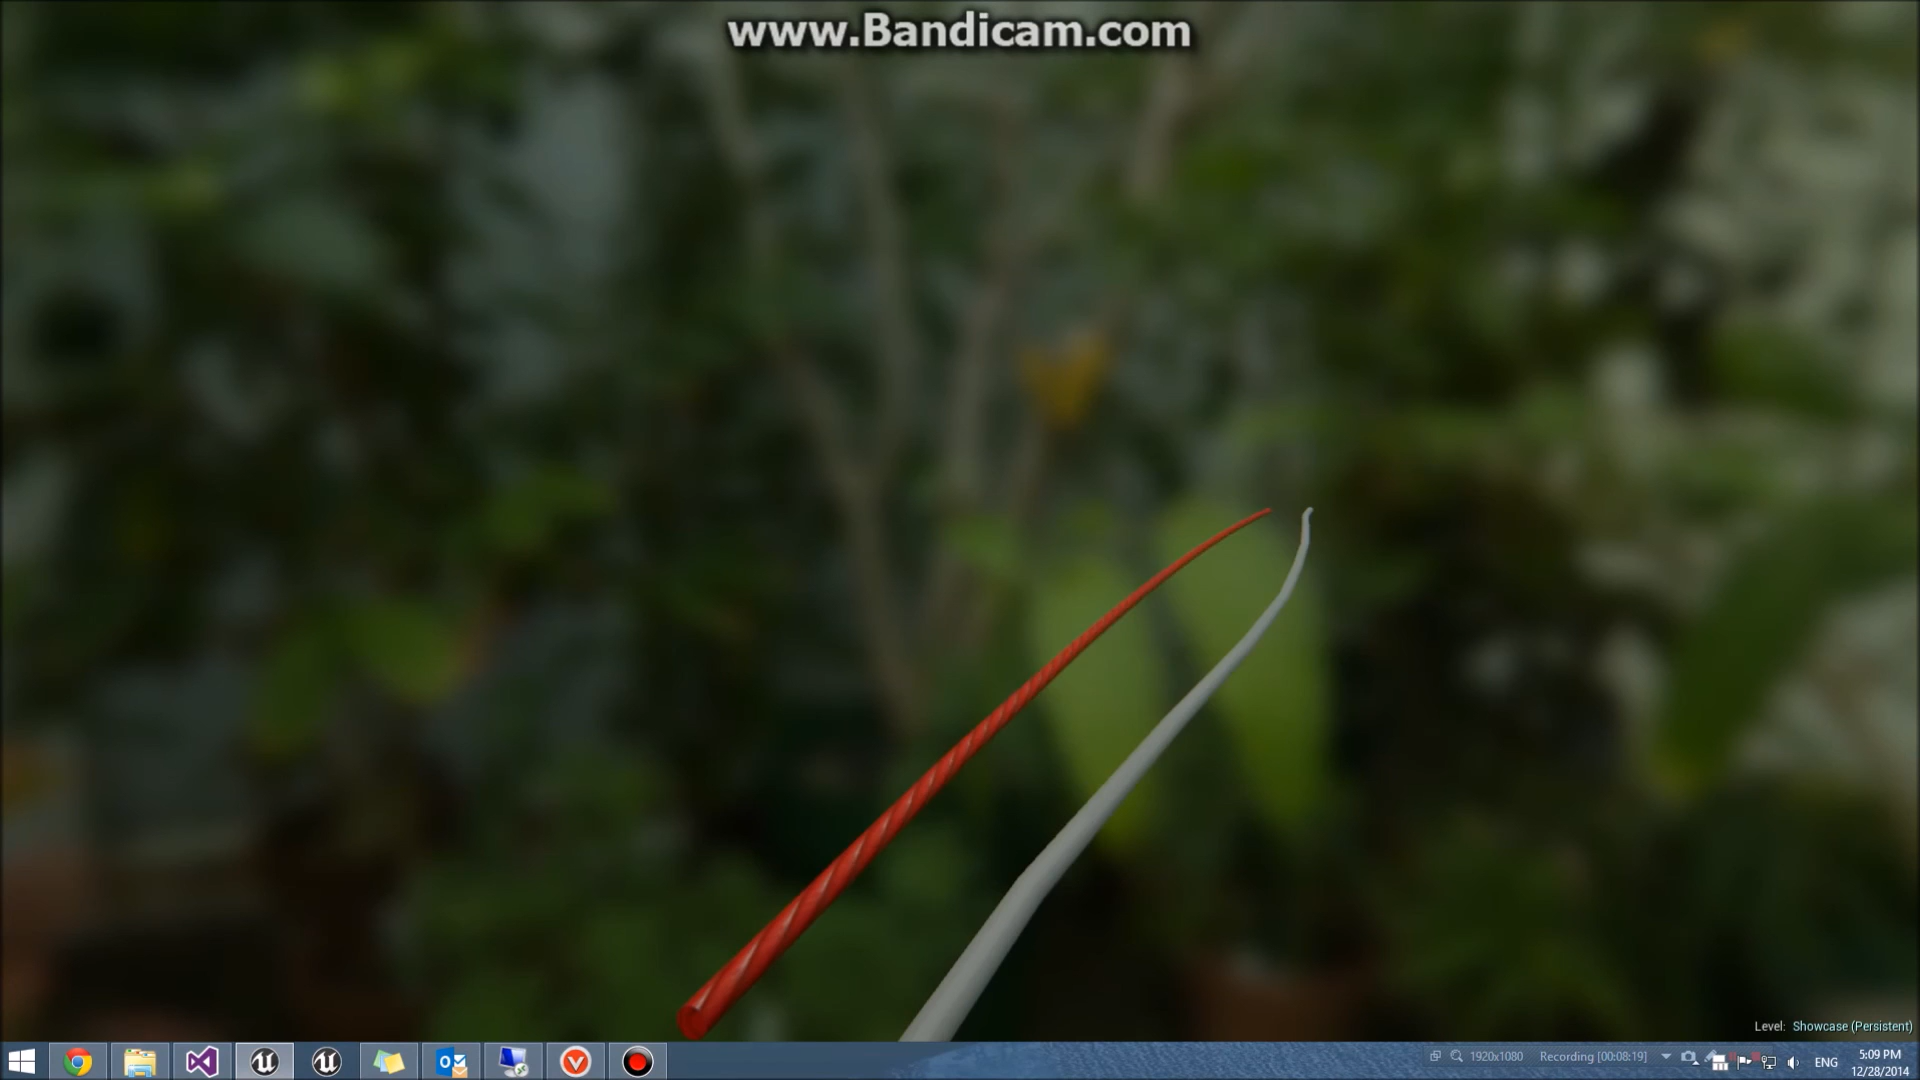 www.Bandicam.com
Level: Showcase (Persistent)
1920x1080 Recording [00:08:19] ENG 5:09 PM
12/28/2014